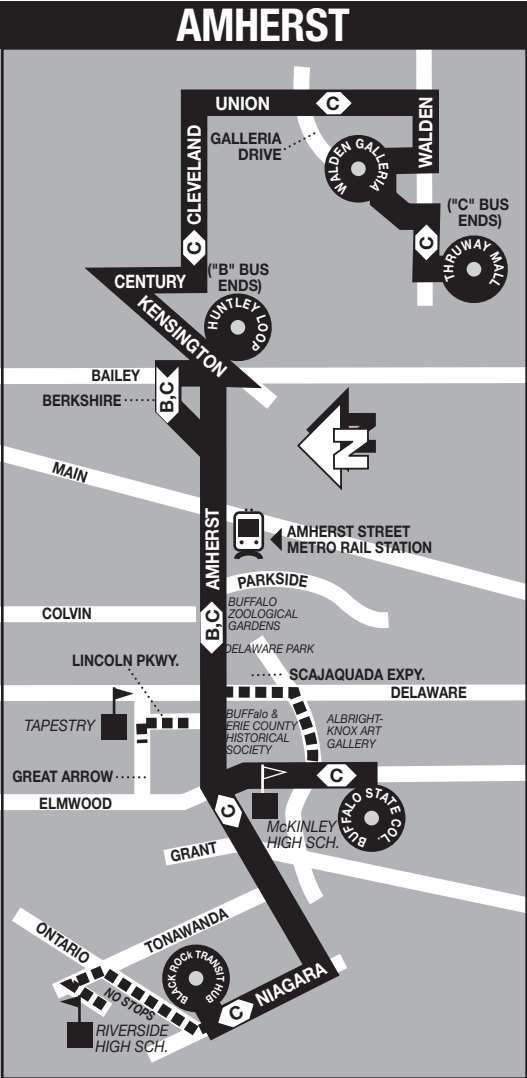 AMHERST
UNION
C
GALLERIA
DRIVE
WALDEN GALLERIA
WALDEN
CLEVELAND
C
("C" BUS
ENDS)
C
THRUWAY MALL
CENTURY
("B" BUS
ENDS)
HUNTLEY LOOP
KENSINGTON
BAILEY
BERKSHIRE
B,C
N
MAIN
AMHERST
AMHERST STREET
METRO RAIL STATION
PARKSIDE
COLVIN
B,C
BUFFALO
ZOOLOGICAL
GARDENS
DELAWARE PARK
LINCOLN PKWY.
SCAJAQUADA EXPY.
DELAWARE
TAPESTRY
BUFFalo &
ERIE COUNTY
HISTORICAL
SOCIETY
ALBRIGHT-
KNOX ART
GALLERY
GREAT ARROW
C
ELMWOOD
C
McKINLEY
HIGH SCH.
BUFFALO STATE COL.
GRANT
TONAWANDA
ONTARIO
BLACK ROCk TRANSIT HUB
NO STOPS
C
NIAGARA
RIVERSIDE
HIGH SCH.